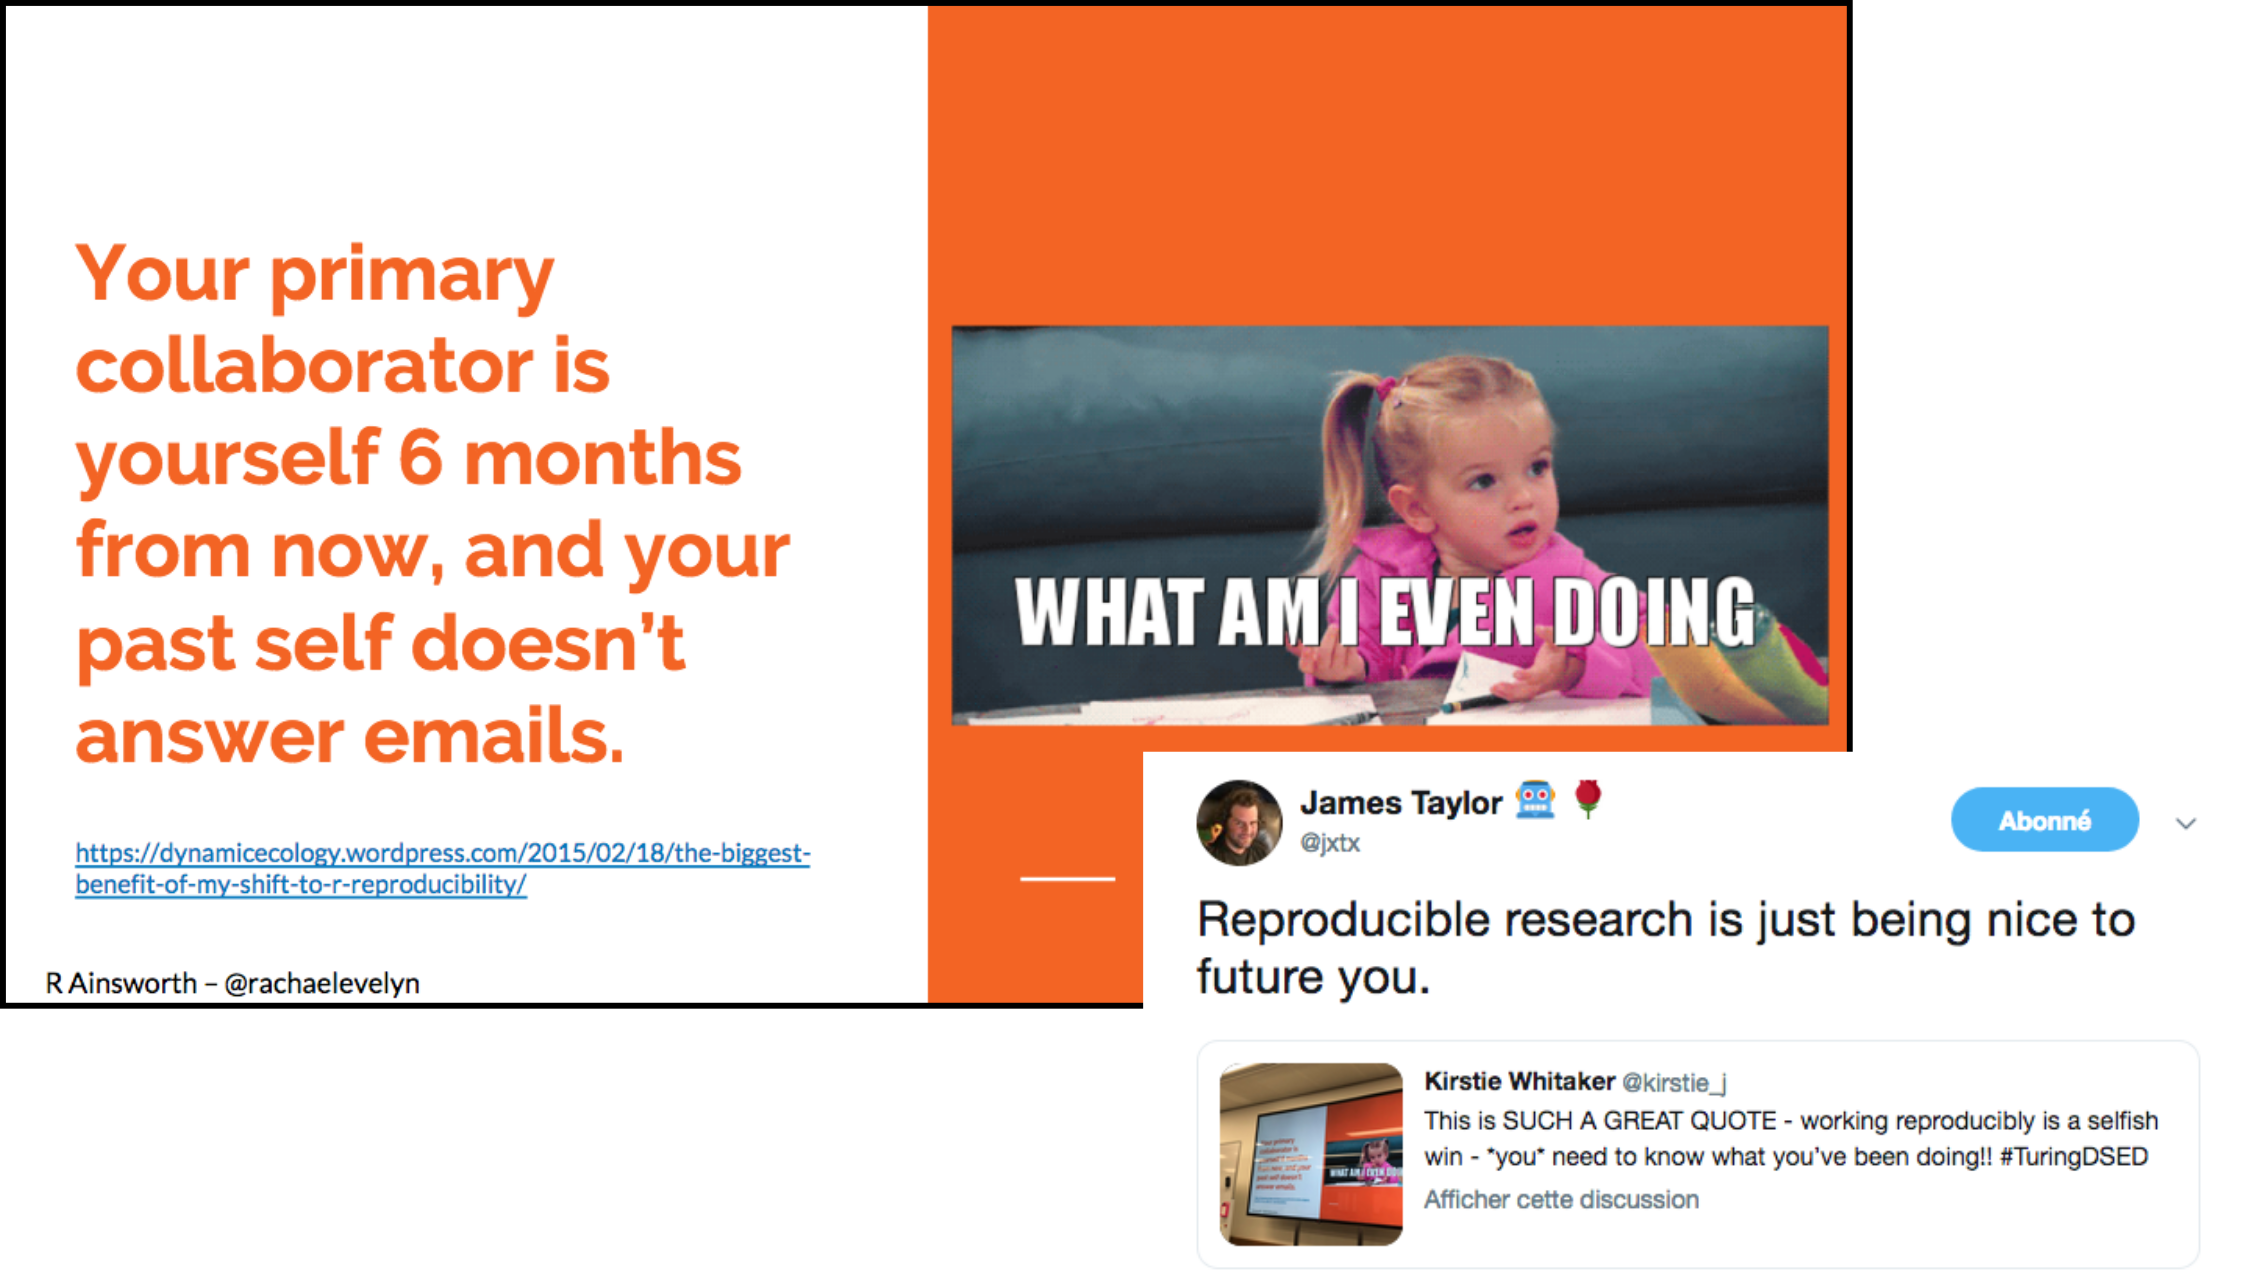 Your primary
collaborator is
yourself 6 months
from now, and your
past self doesn't
answer emails.
https://dynamicecology.wordpress.com/2015/02/18/the-biggest-
benefit-of-my-shift-to-r-reproducibility/
R Ainsworth – @rachaelevelyn
WHAT AM I EVEN DOING
James Taylor
@jxtx
Abonné
Reproducible research is just being nice to
future you.
Kirstie Whitaker @kirstie_j
This is SUCH A GREAT QUOTE - working reproducibly is a selfish
win - *you* need to know what you've been doing!! #TuringDSED
Afficher cette discussion